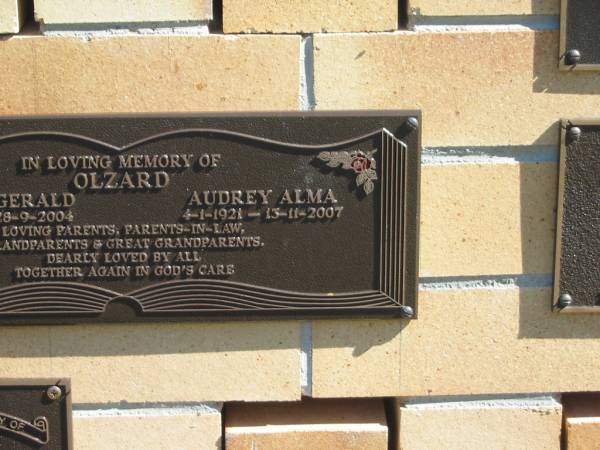 IN LOVING MEMORY OF
OLZARD
GERALD AUDREY ALMA
28-9-2004 4-1-1921 - 13-11-2007
LOVING PARENTS, PARENTS-IN-LAW,
GRANDPARENTS & GREAT GRANDPARENTS.
DEARLY LOVED BY ALL
TOGETHER AGAIN IN GOD'S CARE
OF